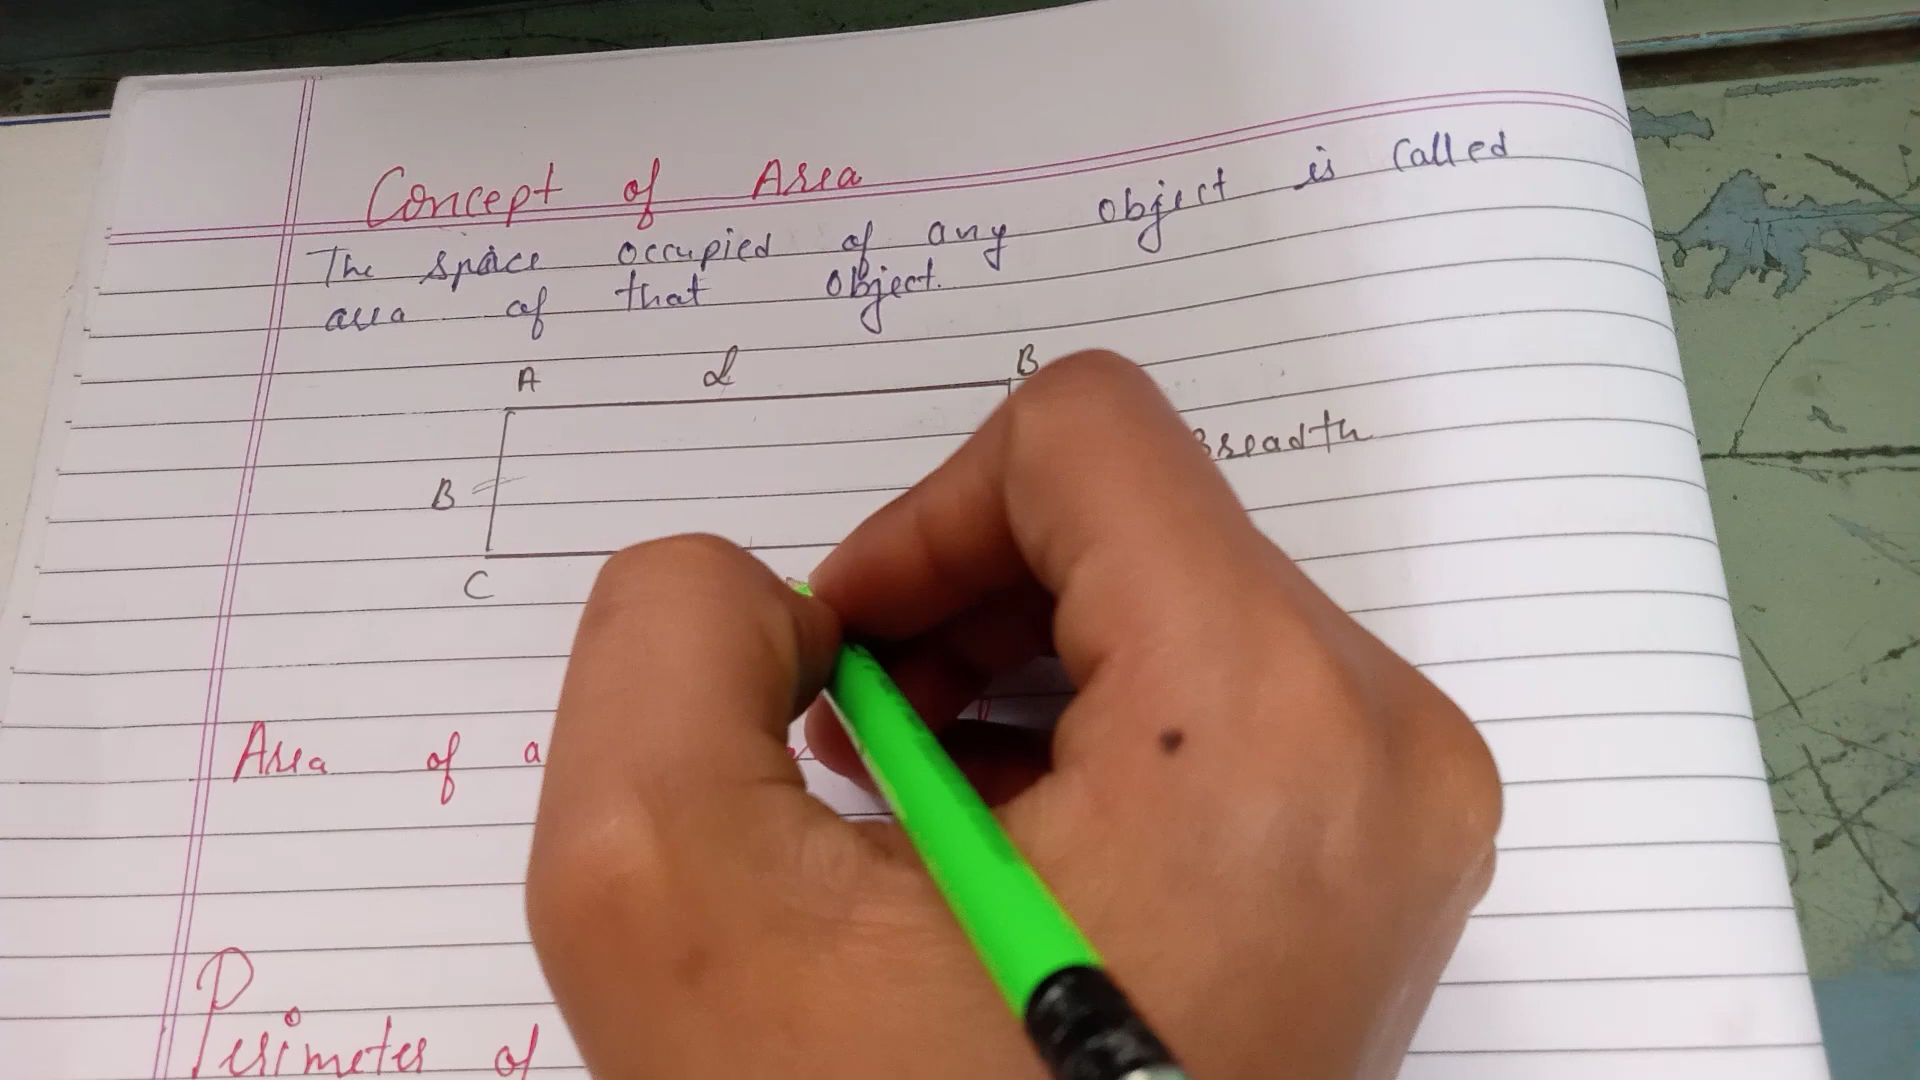 Concept of Area
The space occupied of any object is called
area of that object.
A l B
Breadth
B
C
Area of a
Perimeter of